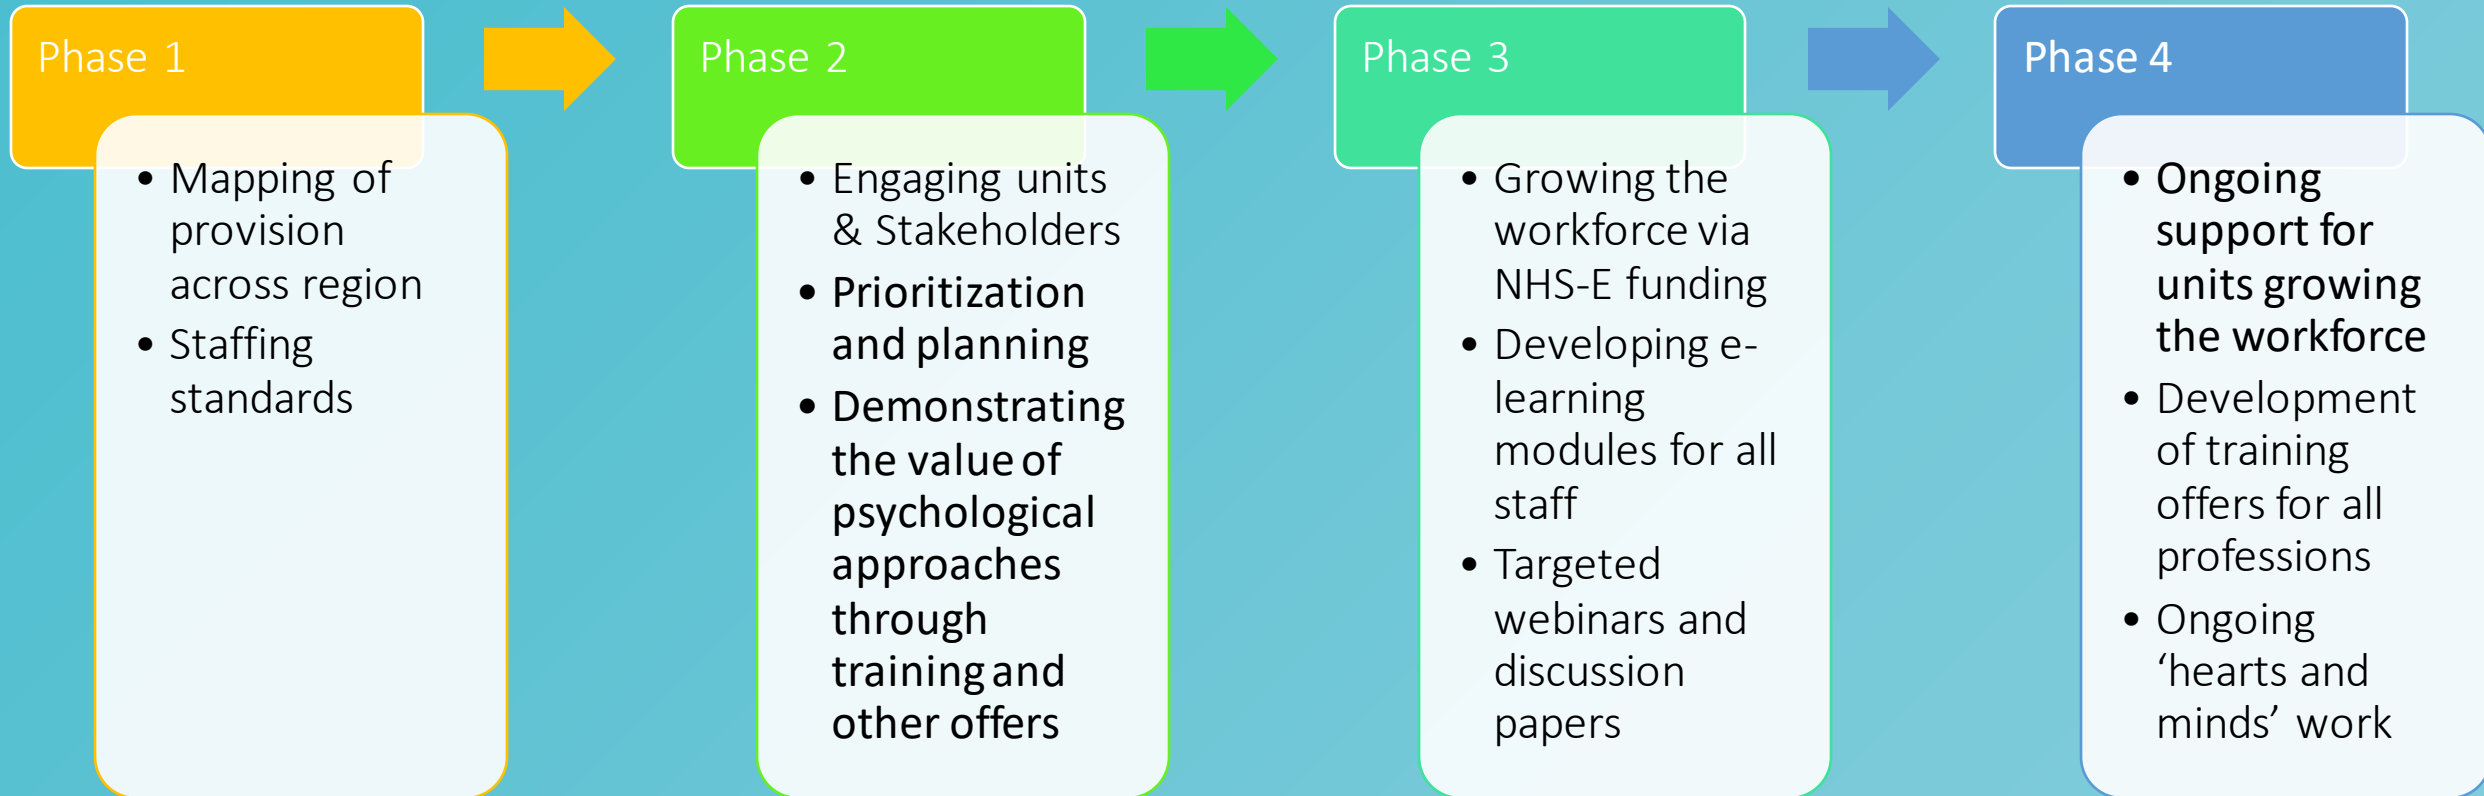 Phase 1
• Mapping of
provision
across region
• Staffing
standards
Phase 2
• Engaging units
& Stakeholders
• Prioritization
and planning
• Demonstrating
the value of
psychological
approaches
through
training and
other offers
Phase 3
• Growing the
workforce via
NHS-E funding
• Developing e-
learning
modules for all
staff
• Targeted
webinars and
discussion
papers
Phase 4
• Ongoing
support for
units growing
the workforce
• Development
of training
offers for all
professions
• Ongoing
‘hearts and
minds’ work